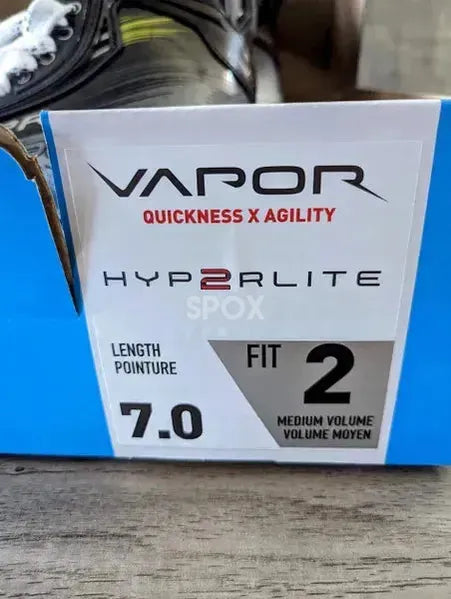 VAPOR
QUICKNESS X AGILITY
HYP2RLITE
SPOX
LENGTH
POINTURE
7.0
FIT 2
MEDIUM VOLUME
VOLUME MOYEN